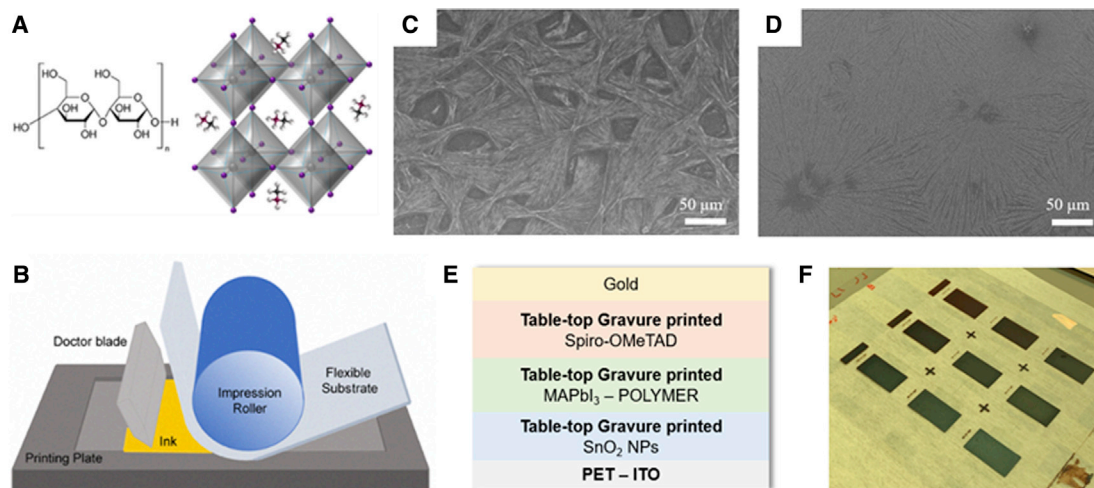 A
HO
HO
OH
OH
O
HO
O
O
OH
OH
O
H
n
C
50 µm
D
50 µm
B
Doctor blade
Impression
Roller
Flexible
Substrate
Ink
Printing Plate
E
Gold
Table-top Gravure printed
Spiro-OMeTAD
Table-top Gravure printed
MAPbI₃ – POLYMER
Table-top Gravure printed
SnO₂ NPs
PET – ITO
F